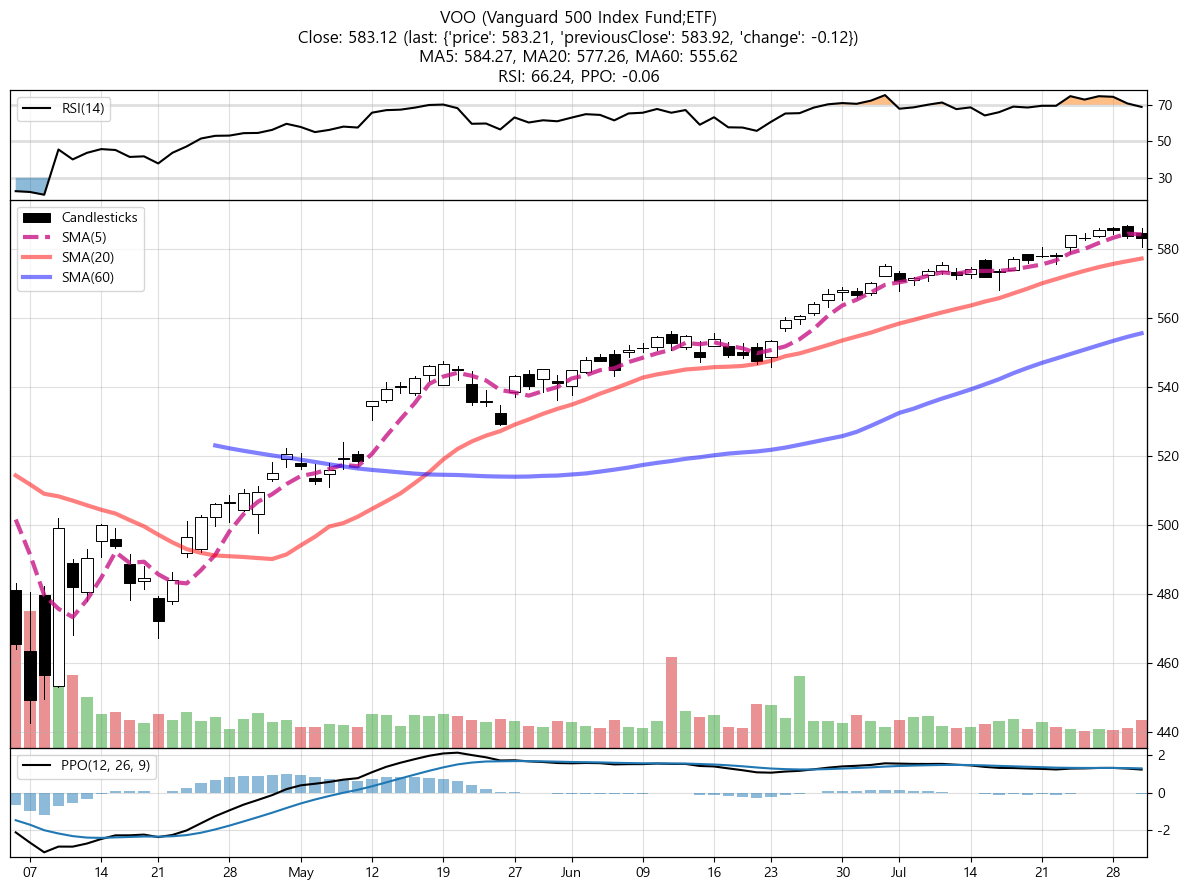 VOO (Vanguard 500 Index Fund;ETF)
Close: 583.12 (last: {'price': 583.21, 'previousClose': 583.92, 'change': -0.12})
MA5: 584.27, MA20: 577.26, MA60: 555.62
RSI: 66.24, PPO: -0.06
RSI(14)
70
50
30
Candlesticks
SMA(5)
SMA(20)
SMA(60)
580
560
540
520
500
480
460
440
PPO(12, 26, 9)
2
0
-2
07 14 21 28 May 12 19 27 Jun 09 16 23 30 Jul 14 21 28